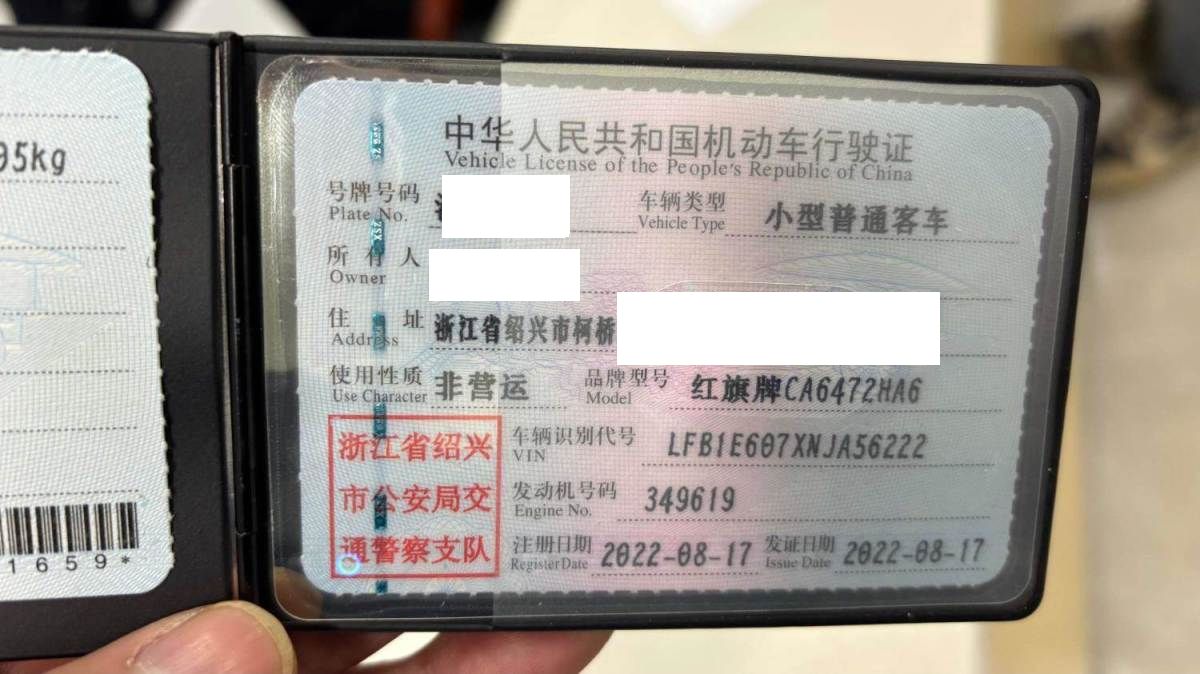 95kg
1659*
中华人民共和国机动车行驶证
Vehicle License of the People's Republic of China
号牌号码
Plate No.
车辆类型 小型普通客车
Vehicle Type
所有人
Owner
住址 浙江省绍兴市柯桥
Address
使用性质 非营运
Use Character
品牌型号 红旗牌CA6472HA6
Model
浙江省绍兴
市公安局交
通警察支队
车辆识别代号 LFB1E607XNJA56222
VIN
发动机号码 349619
Engine No.
注册日期 2022-08-17
Register Date
发证日期 2022-08-17
Issue Date